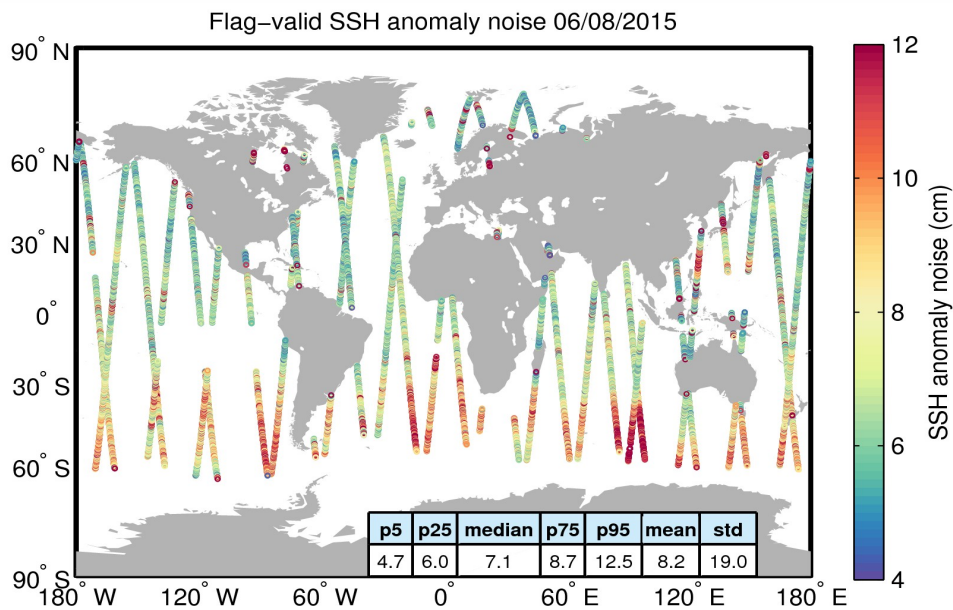 Flag−valid SSH anomaly noise 06/08/2015
90° N
60° N
30° N
0°
30° S
60° S
90° S
180° W 120° W 60° W 0° 60° E 120° E 180° E
p5 p25 median p75 p95 mean std
4.7 6.0 7.1 8.7 12.5 8.2 19.0
12
10
8
6
4
SSH anomaly noise (cm)